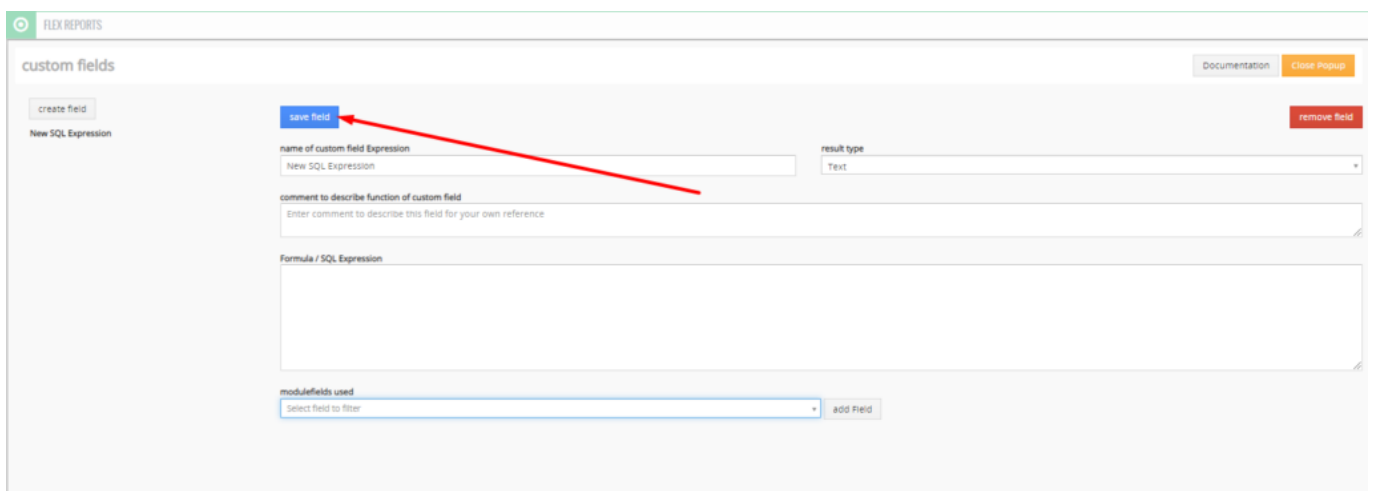 FLEX REPORTS
custom fields
Documentation
Close Popup
create field
New SQL Expression
save field
remove field
name of custom field Expression
New SQL Expression
result type
Text
comment to describe function of custom field
Enter comment to describe this field for your own reference
Formula / SQL Expression
modulefields used
Select field to filter
add Field